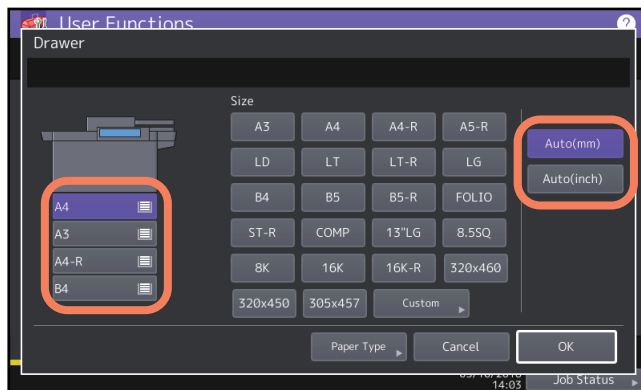 User Functions
?
Drawer
Size
A3 A4 A4-R A5-R
Auto(mm)
LD LT LT-R LG
Auto(inch)
B4 B5 B5-R FOLIO
A4
A3
ST-R COMP 13"LG 8.5SQ
A4-R
8K 16K 16K-R 320x460
B4
320x450 305x457 Custom
Paper Type Cancel OK
14:03 Job Status